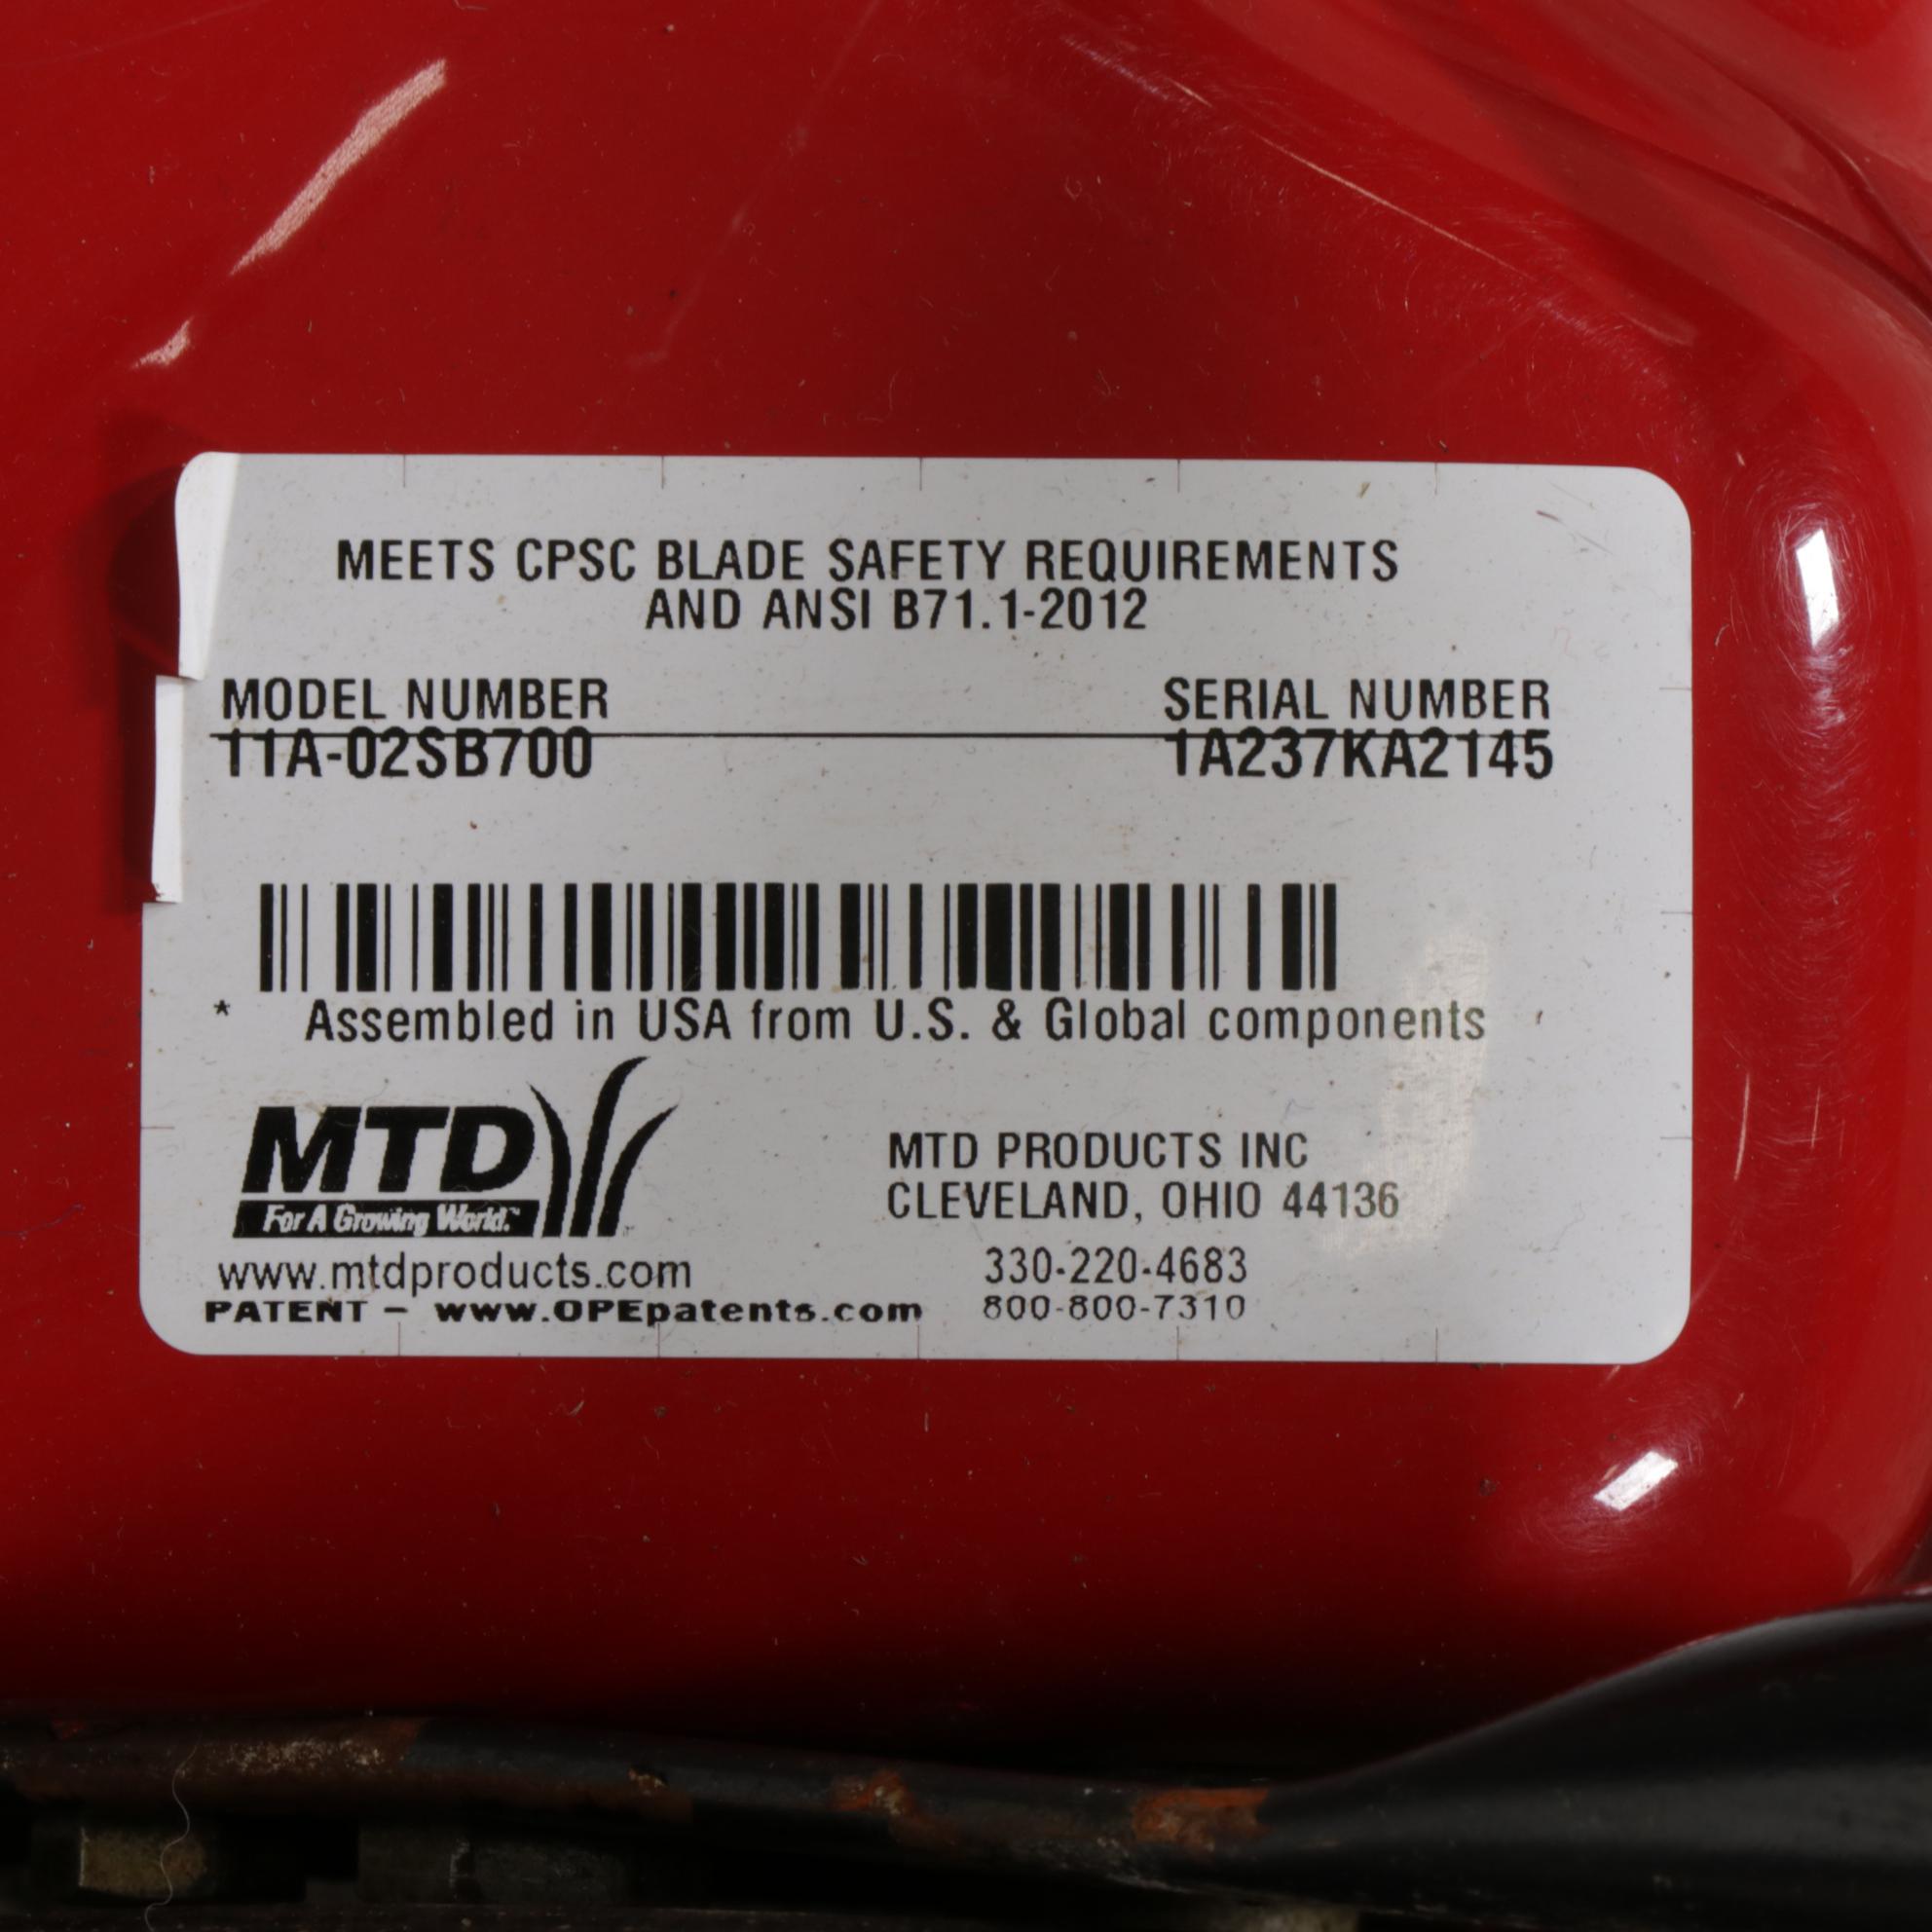 MEETS CPSC BLADE SAFETY REQUIREMENTS
AND ANSI B71.1-2012
MODEL NUMBER SERIAL NUMBER
11A-02SB700 1A237KA2145
* Assembled in USA from U.S. & Global components
MTD
For A Growing World.™
MTD PRODUCTS INC
CLEVELAND, OHIO 44136
www.mtdproducts.com 330-220-4683
PATENT - www.OPEpatents.com 800-800-7310